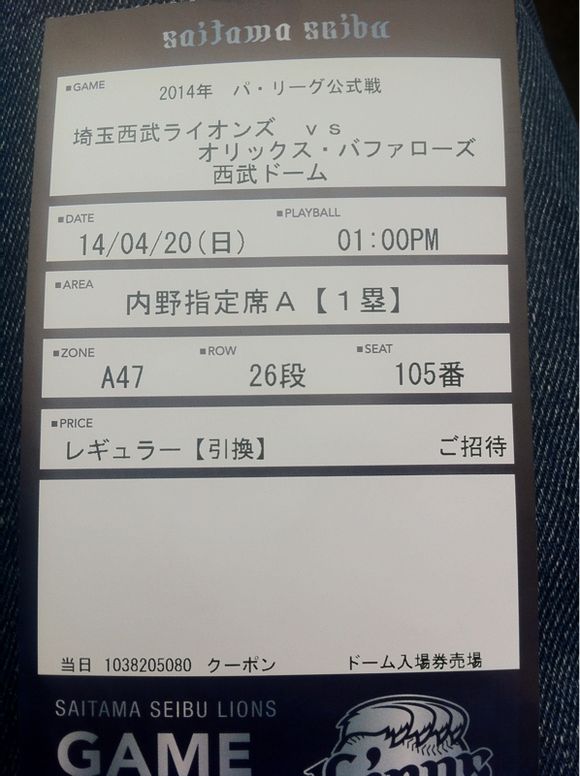 saitama seibu
■GAME
2014年 パ・リーグ公式戦
埼玉西武ライオンズ ｖｓ
オリックス・バファローズ
西武ドーム
■DATE
■PLAYBALL
14/04/20(日)
01:00PM
■AREA
内野指定席Ａ【１塁】
■ZONE
■ROW
■SEAT
A47
26段
105番
■PRICE
レギュラー【引換】
ご招待
当日 1038205080 クーポン
ドーム入場券売場
SAITAMA SEIBU LIONS
GAME